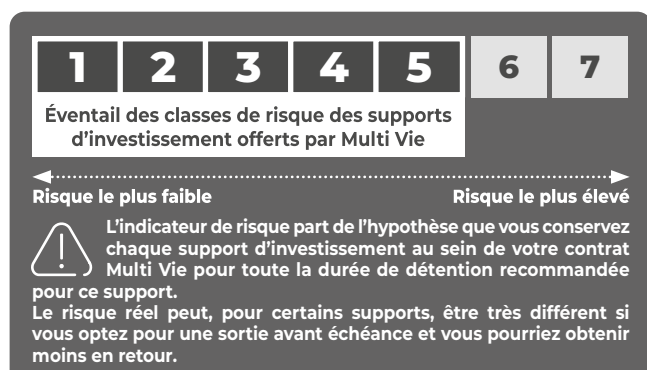 1 2 3 4 5 6 7
Éventail des classes de risque des supports
d'investissement offerts par Multi Vie
Risque le plus faible Risque le plus élevé
L'indicateur de risque part de l'hypothèse que vous conservez
chaque support d'investissement au sein de votre contrat
Multi Vie pour toute la durée de détention recommandée
pour ce support.
Le risque réel peut, pour certains supports, être très différent si
vous optez pour une sortie avant échéance et vous pourriez obtenir
moins en retour.